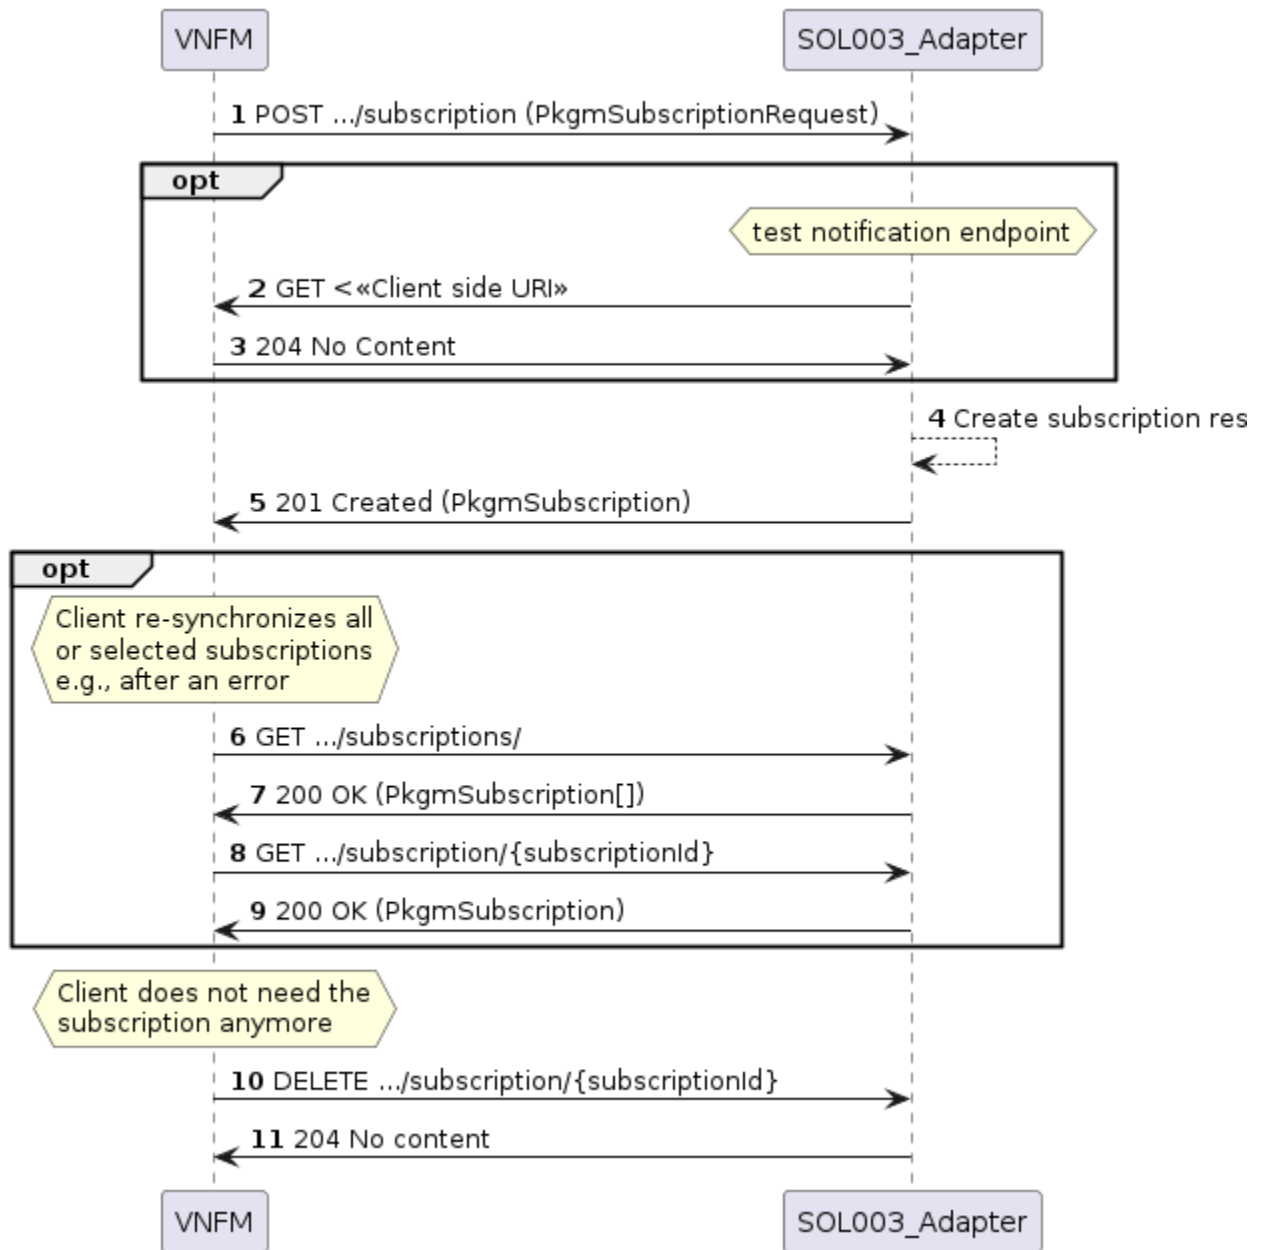 VNFM SOL003_Adapter
1 POST .../subscription (PkgmSubscriptionRequest)
opt
test notification endpoint
2 GET <«Client side URI»
3 204 No Content
4 Create subscription res
5 201 Created (PkgmSubscription)
opt
Client re-synchronizes all
or selected subscriptions
e.g., after an error
6 GET .../subscriptions/
7 200 OK (PkgmSubscription[])
8 GET .../subscription/{subscriptionId}
9 200 OK (PkgmSubscription)
Client does not need the
subscription anymore
10 DELETE .../subscription/{subscriptionId}
11 204 No content
VNFM SOL003_Adapter